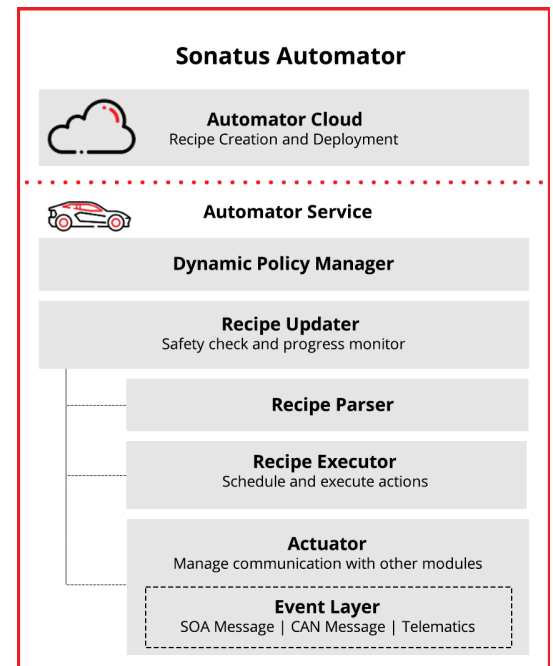 Sonatus Automator
Automator Cloud
Recipe Creation and Deployment
Automator Service
Dynamic Policy Manager
Recipe Updater
Safety check and progress monitor
Recipe Parser
Recipe Executor
Schedule and execute actions
Actuator
Manage communication with other modules
Event Layer
SOA Message | CAN Message | Telematics